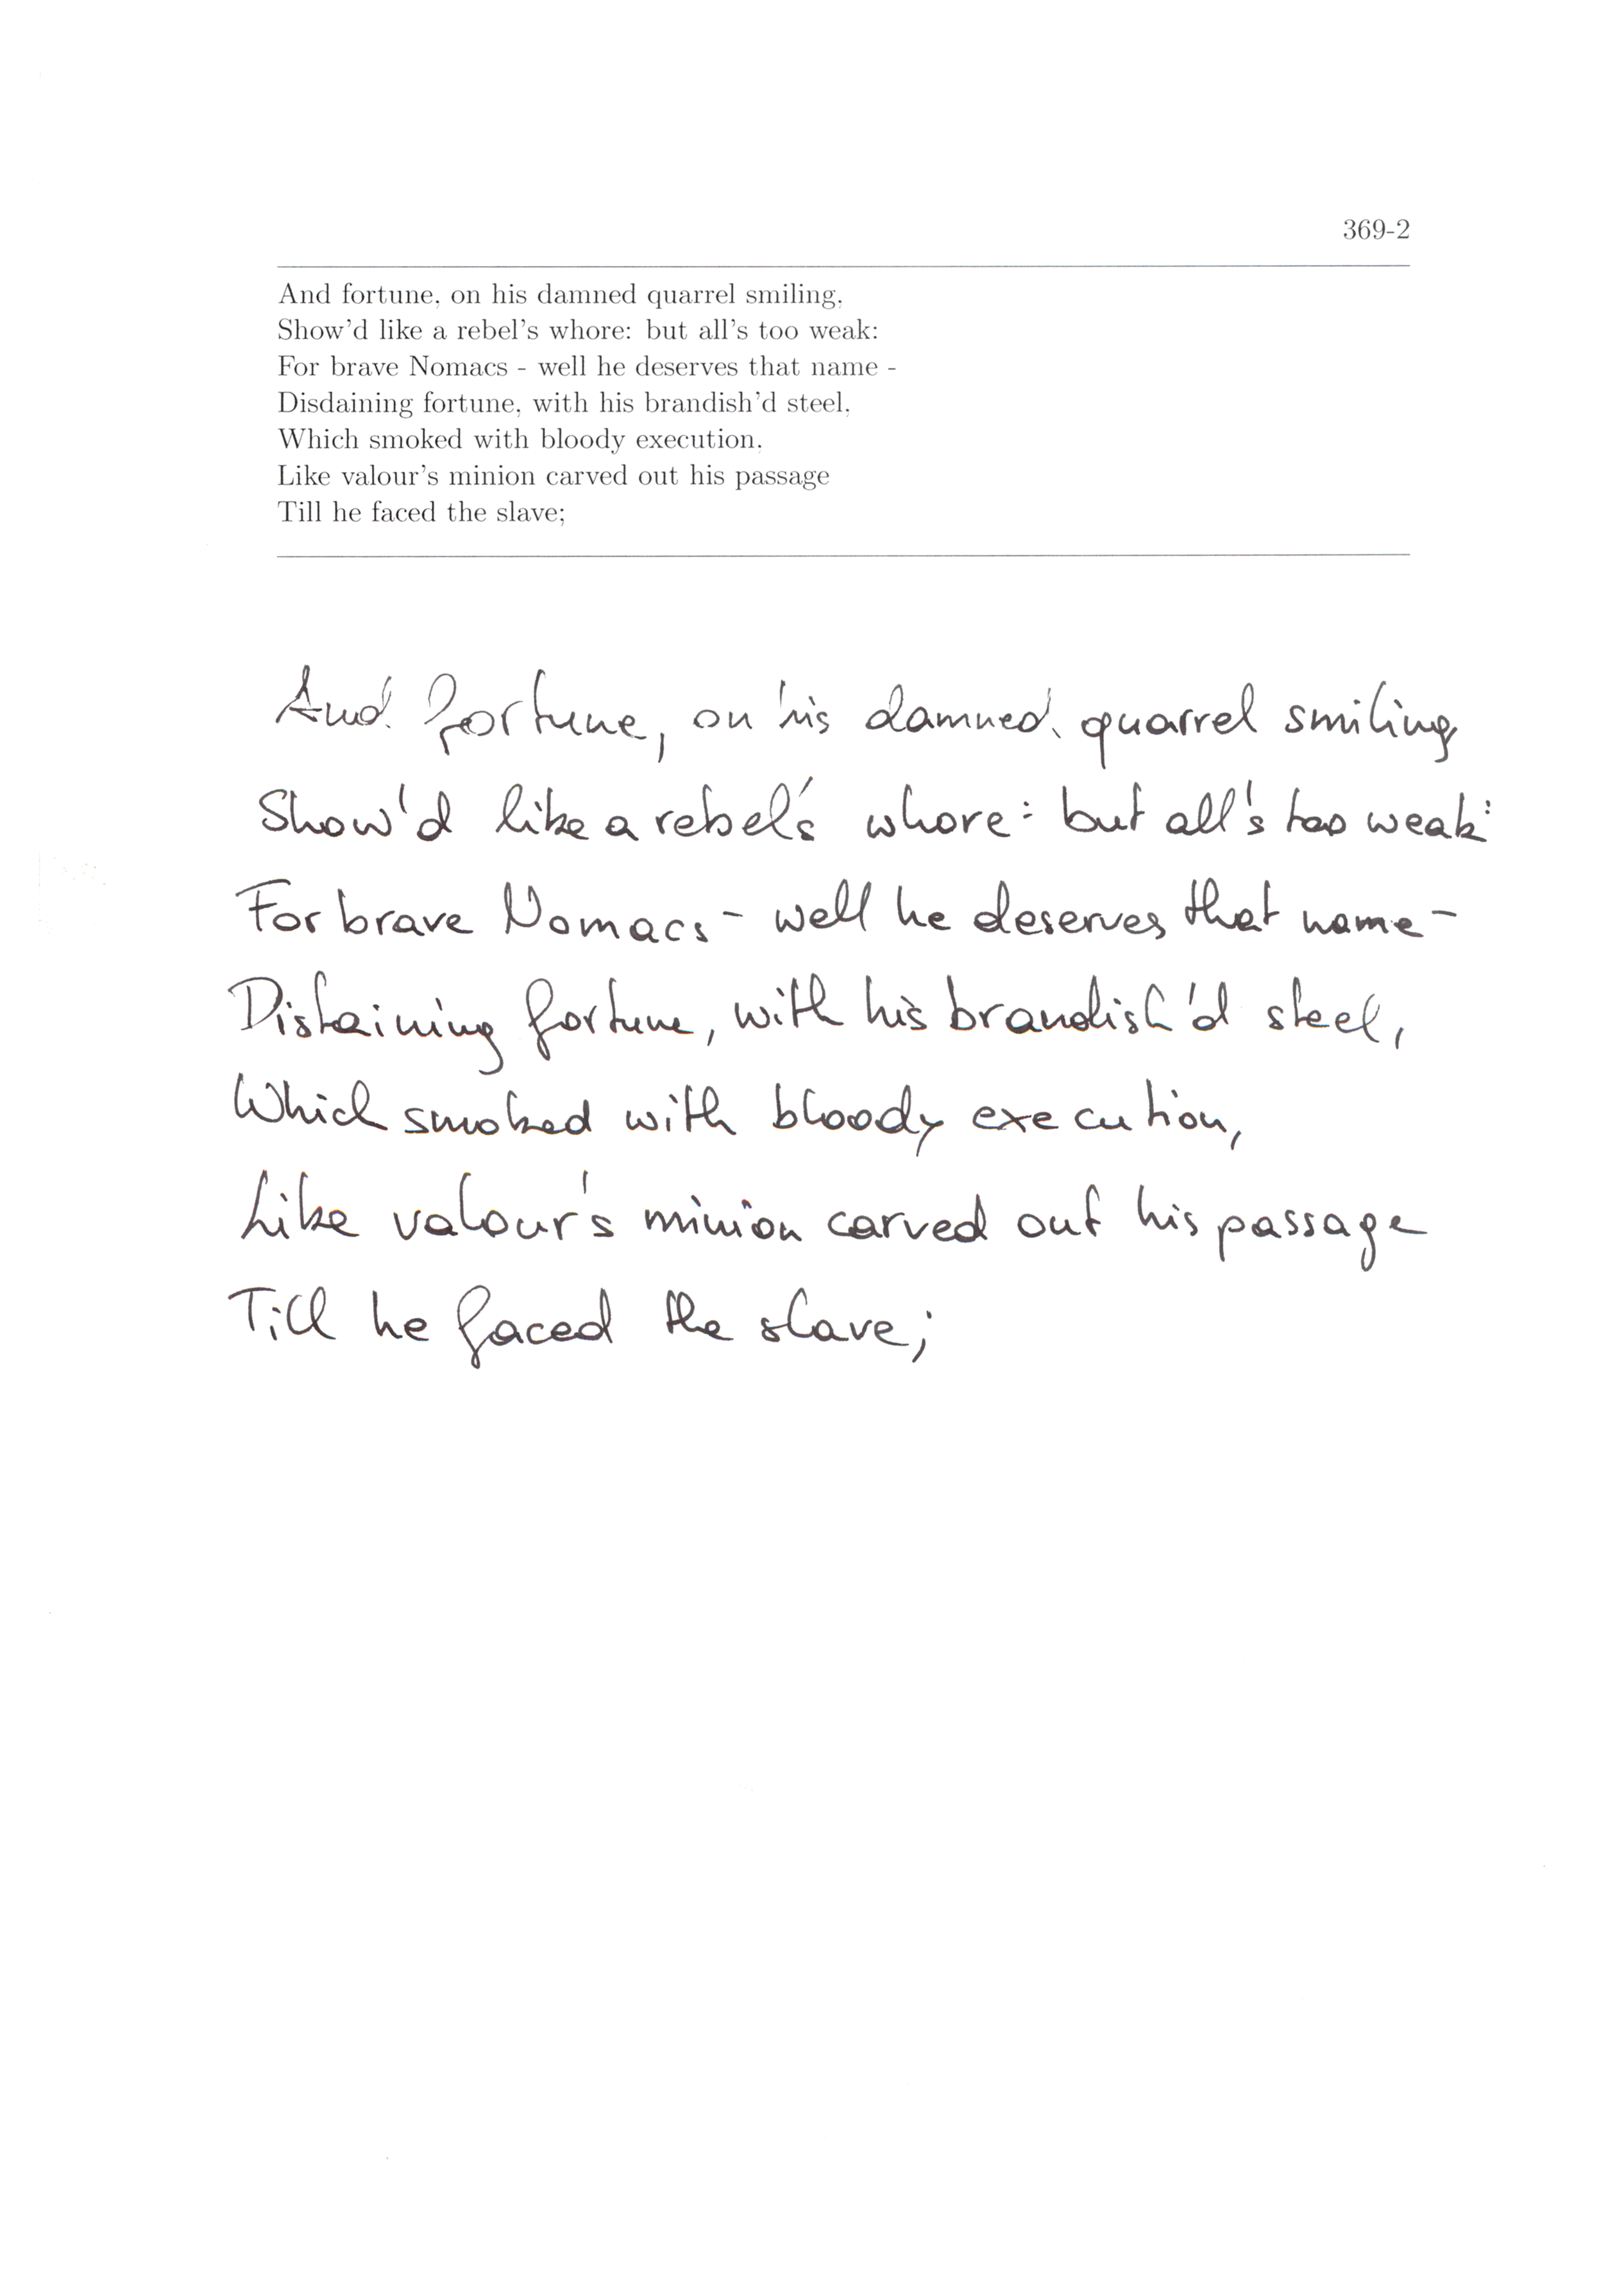 369-2
And fortune, on his damned quarrel smiling,
Show'd like a rebel's whore: but all's too weak:
For brave Nomacs - well he deserves that name -
Disdaining fortune, with his brandish'd steel,
Which smoked with bloody execution,
Like valour's minion carved out his passage
Till he faced the slave;
And fortune, on his damned quarrel smiling,
Show'd like a rebel's whore: but all's too weak:
For brave Nomacs - well he deserves that name -
Distaining fortune, with his brandish'd steel,
Which smoked with bloody execution,
Like valour's minion carved out his passage
Till he faced the slave;